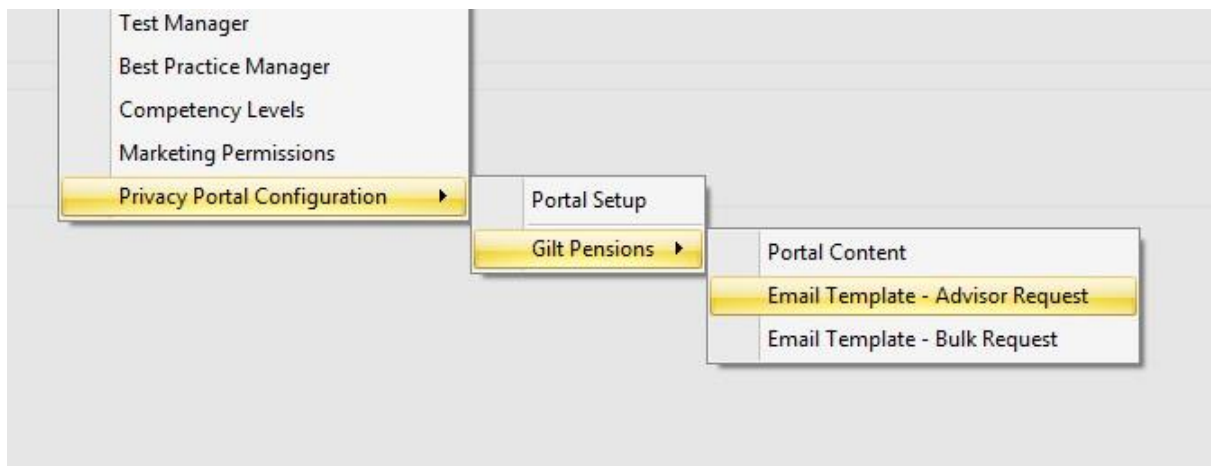 Test Manager
Best Practice Manager
Competency Levels
Marketing Permissions
Privacy Portal Configuration
Portal Setup
Gilt Pensions
Portal Content
Email Template - Advisor Request
Email Template - Bulk Request